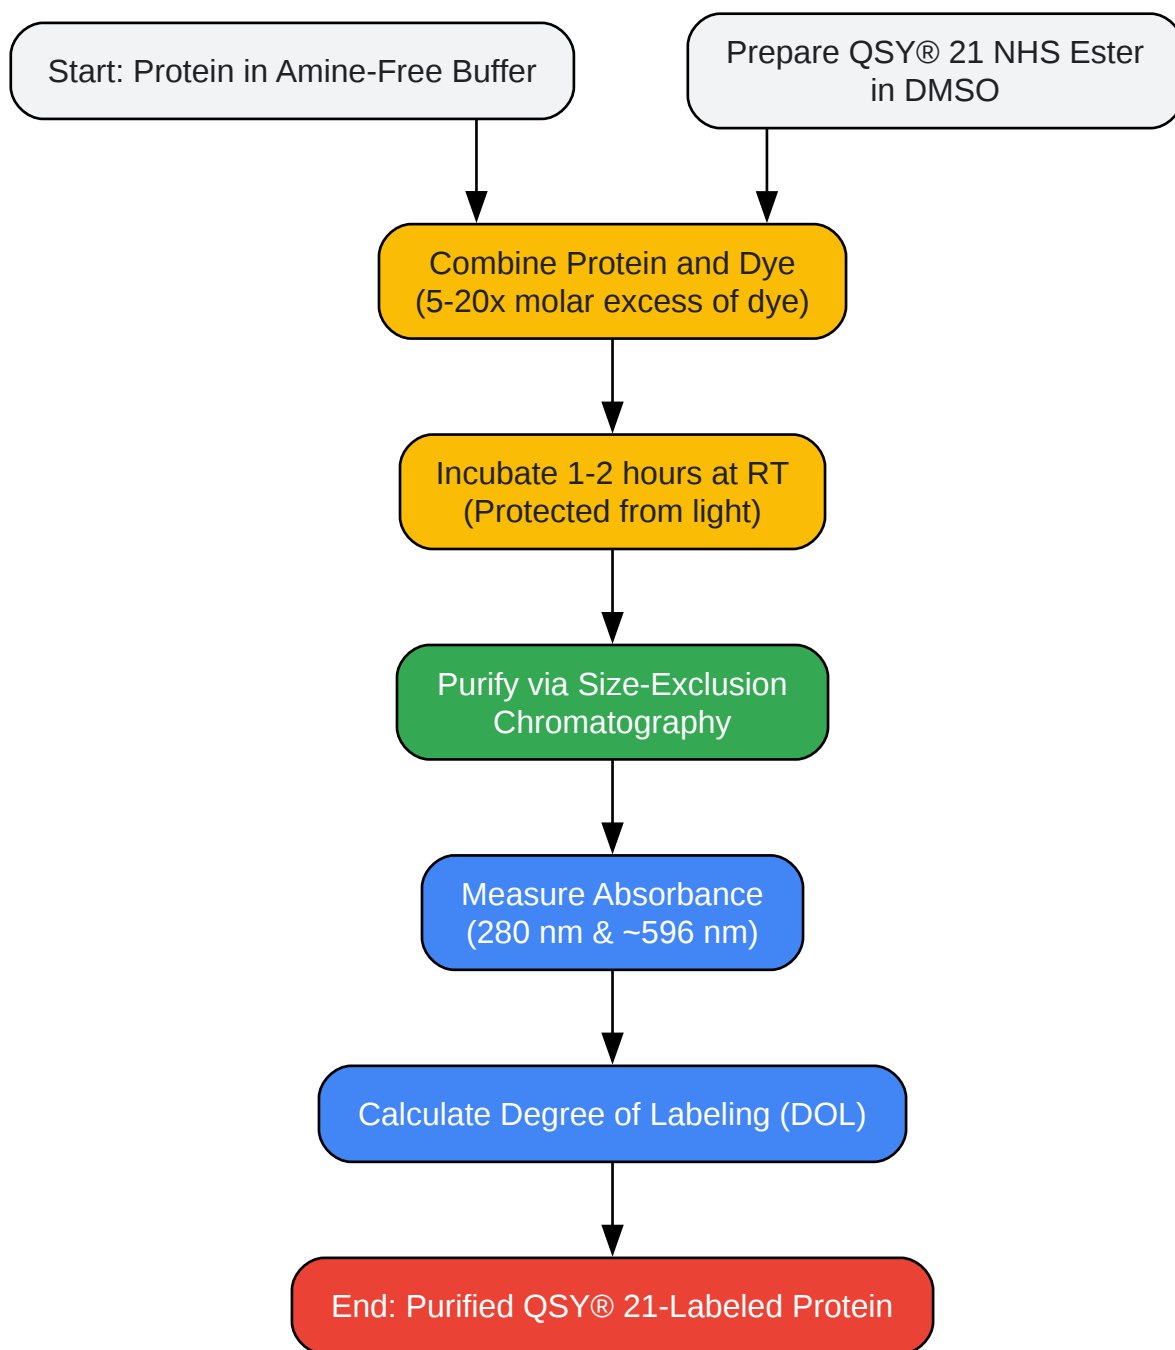 Start: Protein in Amine-Free Buffer
Prepare QSY® 21 NHS Ester
in DMSO
Combine Protein and Dye
(5-20x molar excess of dye)
Incubate 1-2 hours at RT
(Protected from light)
Purify via Size-Exclusion
Chromatography
Measure Absorbance
(280 nm & ~596 nm)
Calculate Degree of Labeling (DOL)
End: Purified QSY® 21-Labeled Protein